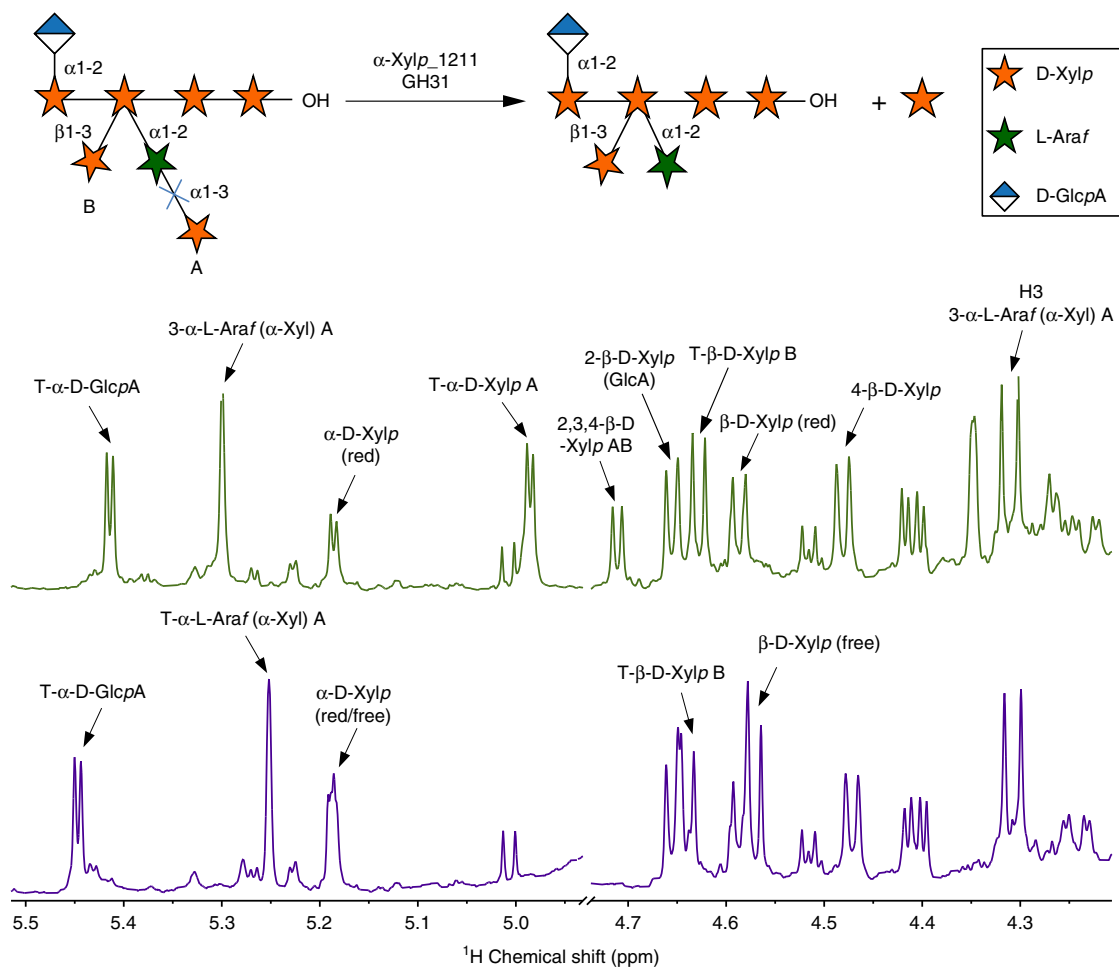 α1-2
OH
β1-3
α1-2
α1-3
B
A
α-Xylp_1211
GH31
α1-2
OH
β1-3
α1-2
+
D-Xylp
L-Araf
D-GlcpA
T-α-D-GlcpA
3-α-L-Araf (α-Xyl) A
α-D-Xylp
(red)
T-α-D-Xylp A
2,3,4-β-D
-Xylp AB
2-β-D-Xylp
(GlcA)
T-β-D-Xylp B
β-D-Xylp (red)
4-β-D-Xylp
H3
3-α-L-Araf (α-Xyl) A
T-α-D-GlcpA
T-α-L-Araf (α-Xyl) A
α-D-Xylp
(red/free)
T-β-D-Xylp B
β-D-Xylp (free)
5.5 5.4 5.3 5.2 5.1 5.0 4.7 4.6 4.5 4.4 4.3
1H Chemical shift (ppm)